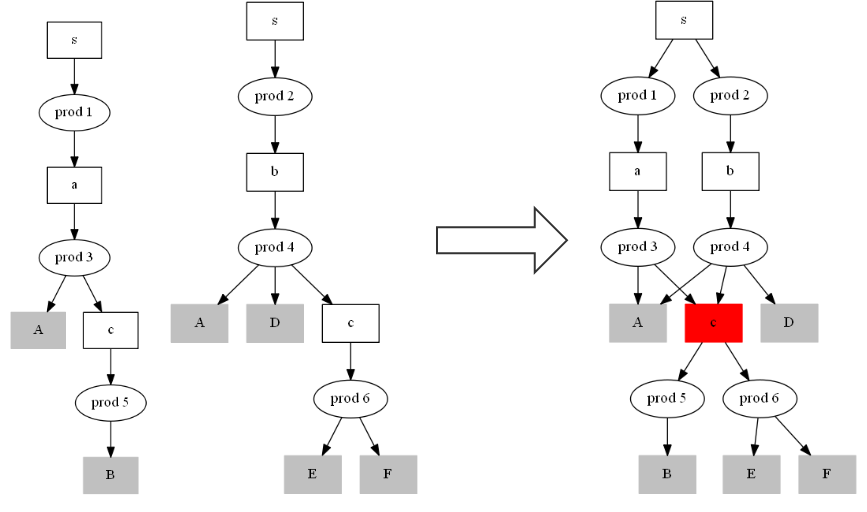 s
prod 1
a
prod 3
A
c
prod 5
B
s
prod 2
b
prod 4
A
D
c
prod 6
E
F
s
prod 1
prod 2
a
b
prod 3
prod 4
A
c
D
prod 5
prod 6
B
E
F